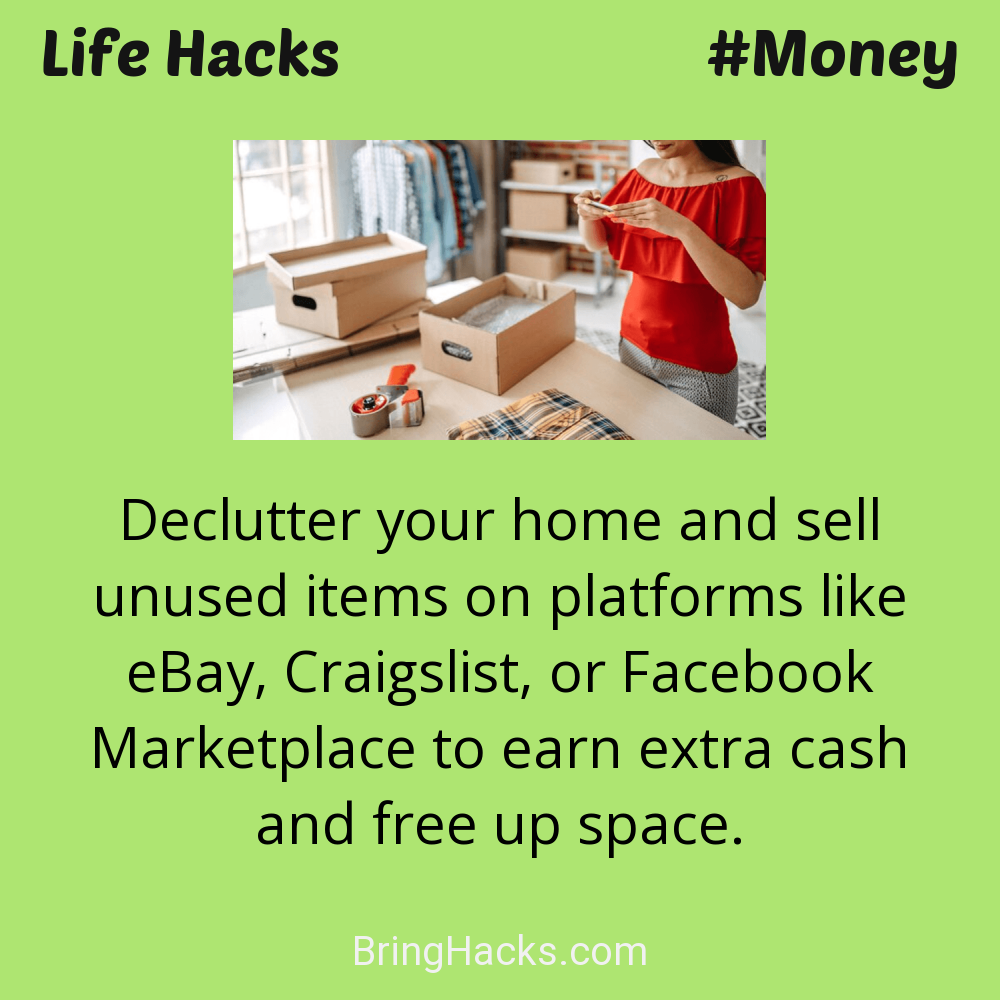 Life Hacks
#Money
Declutter your home and sell
unused items on platforms like
eBay, Craigslist, or Facebook
Marketplace to earn extra cash
and free up space.
BringHacks.com